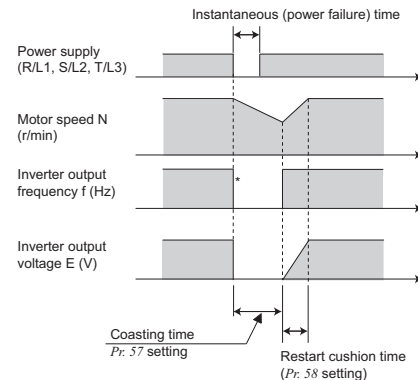 Instantaneous (power failure) time
Power supply
(R/L1, S/L2, T/L3)
Motor speed N
(r/min)
Inverter output
frequency f (Hz)
*
Inverter output
voltage E (V)
Coasting time
Pr. 57 setting
Restart cushion time
(Pr. 58 setting)